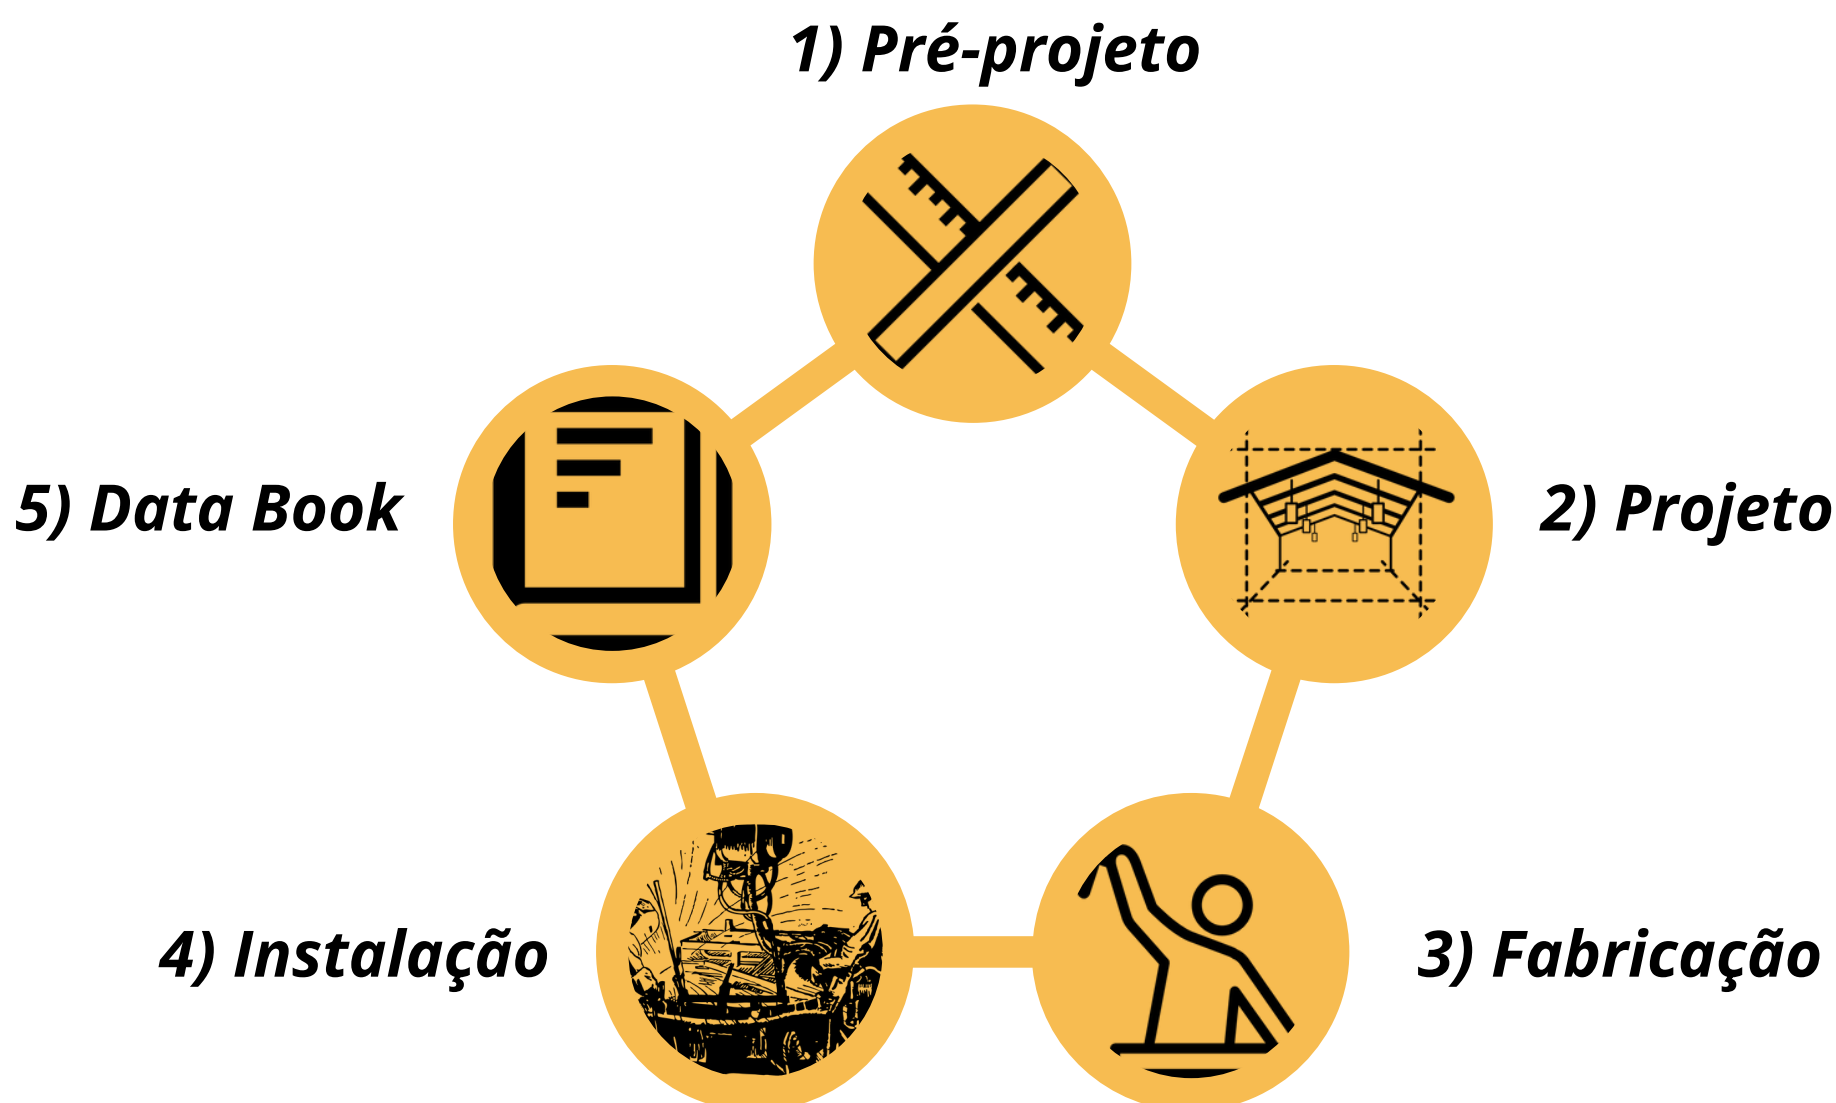 1) Pré-projeto
2) Projeto
3) Fabricação
4) Instalação
5) Data Book